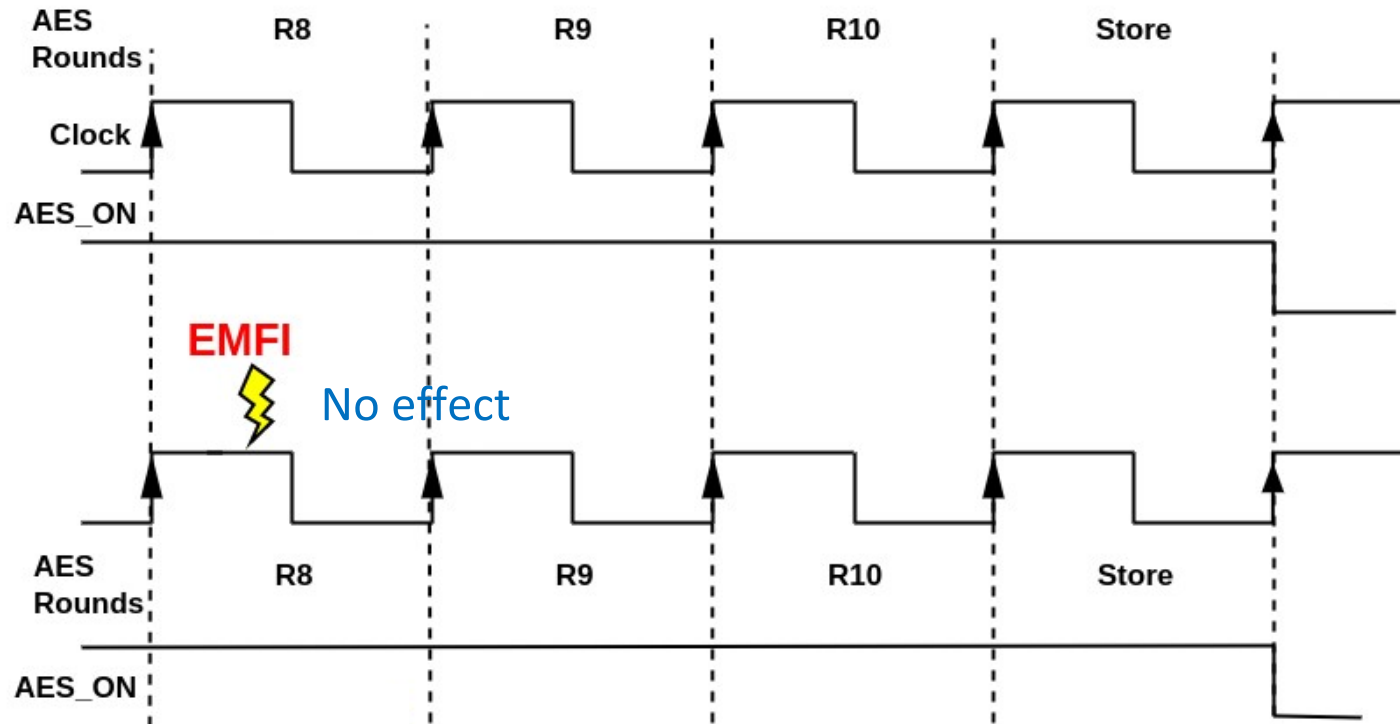 AES
Rounds
R8
R9
R10
Store
Clock
AES_ON
EMFI
No effect
AES
Rounds
R8
R9
R10
Store
AES_ON